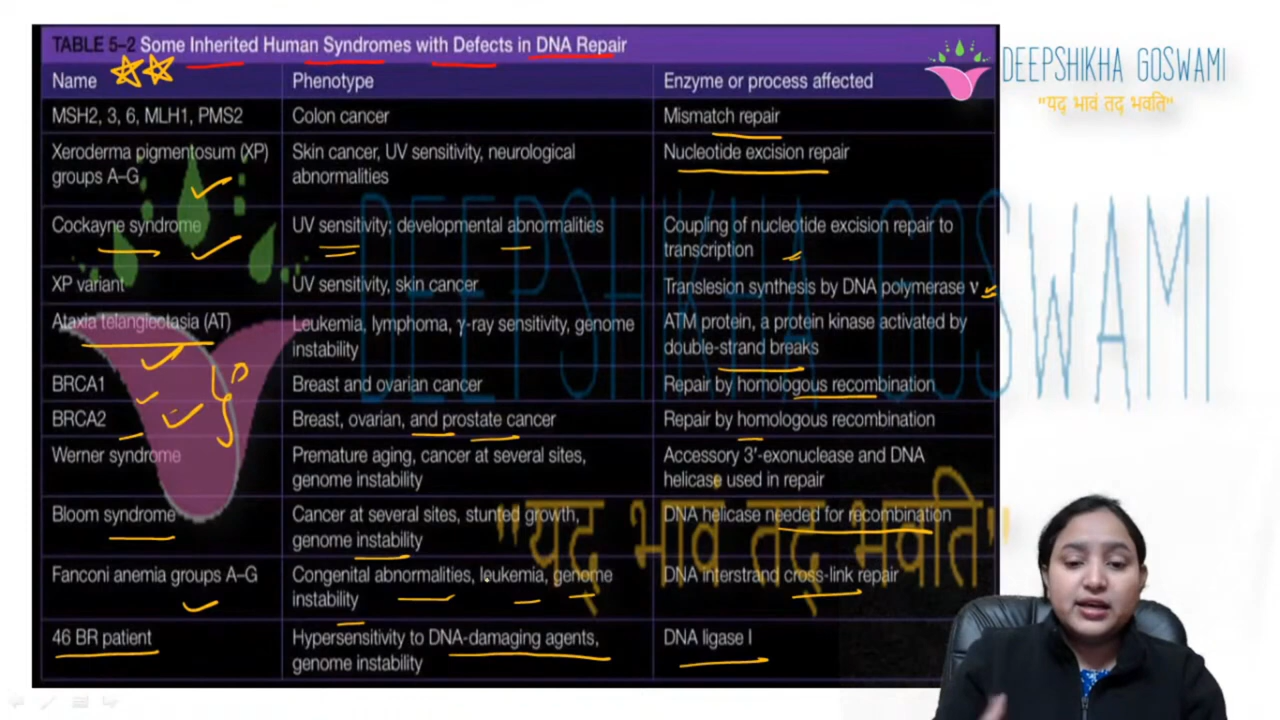 TABLE 5–2 Some Inherited Human Syndromes with Defects in DNA Repair
DEEPSHIKHA GOSWAMI
"यद् भावं तद् भवति"
Name Phenotype Enzyme or process affected
MSH2, 3, 6, MLH1, PMS2 Colon cancer Mismatch repair
Xeroderma pigmentosum (XP) Skin cancer, UV sensitivity, neurological Nucleotide excision repair
groups A–G abnormalities
Cockayne syndrome UV sensitivity; developmental abnormalities Coupling of nucleotide excision repair to
transcription
XP variant UV sensitivity, skin cancer Translesion synthesis by DNA polymerase ν
Ataxia telangiectasia (AT) Leukemia, lymphoma, γ-ray sensitivity, genome ATM protein, a protein kinase activated by
instability double-strand breaks
BRCA1 Breast and ovarian cancer Repair by homologous recombination
BRCA2 Breast, ovarian, and prostate cancer Repair by homologous recombination
Werner syndrome Premature aging, cancer at several sites, Accessory 3′-exonuclease and DNA
genome instability helicase used in repair
Bloom syndrome Cancer at several sites, stunted growth, DNA helicase needed for recombination
genome instability
Fanconi anemia groups A–G Congenital abnormalities, leukemia, genome DNA interstrand cross-link repair
instability
46 BR patient Hypersensitivity to DNA-damaging agents, DNA ligase I
genome instability
DEEPSHIKHA GOSWAMI
"यद् भावं तद् भवति"